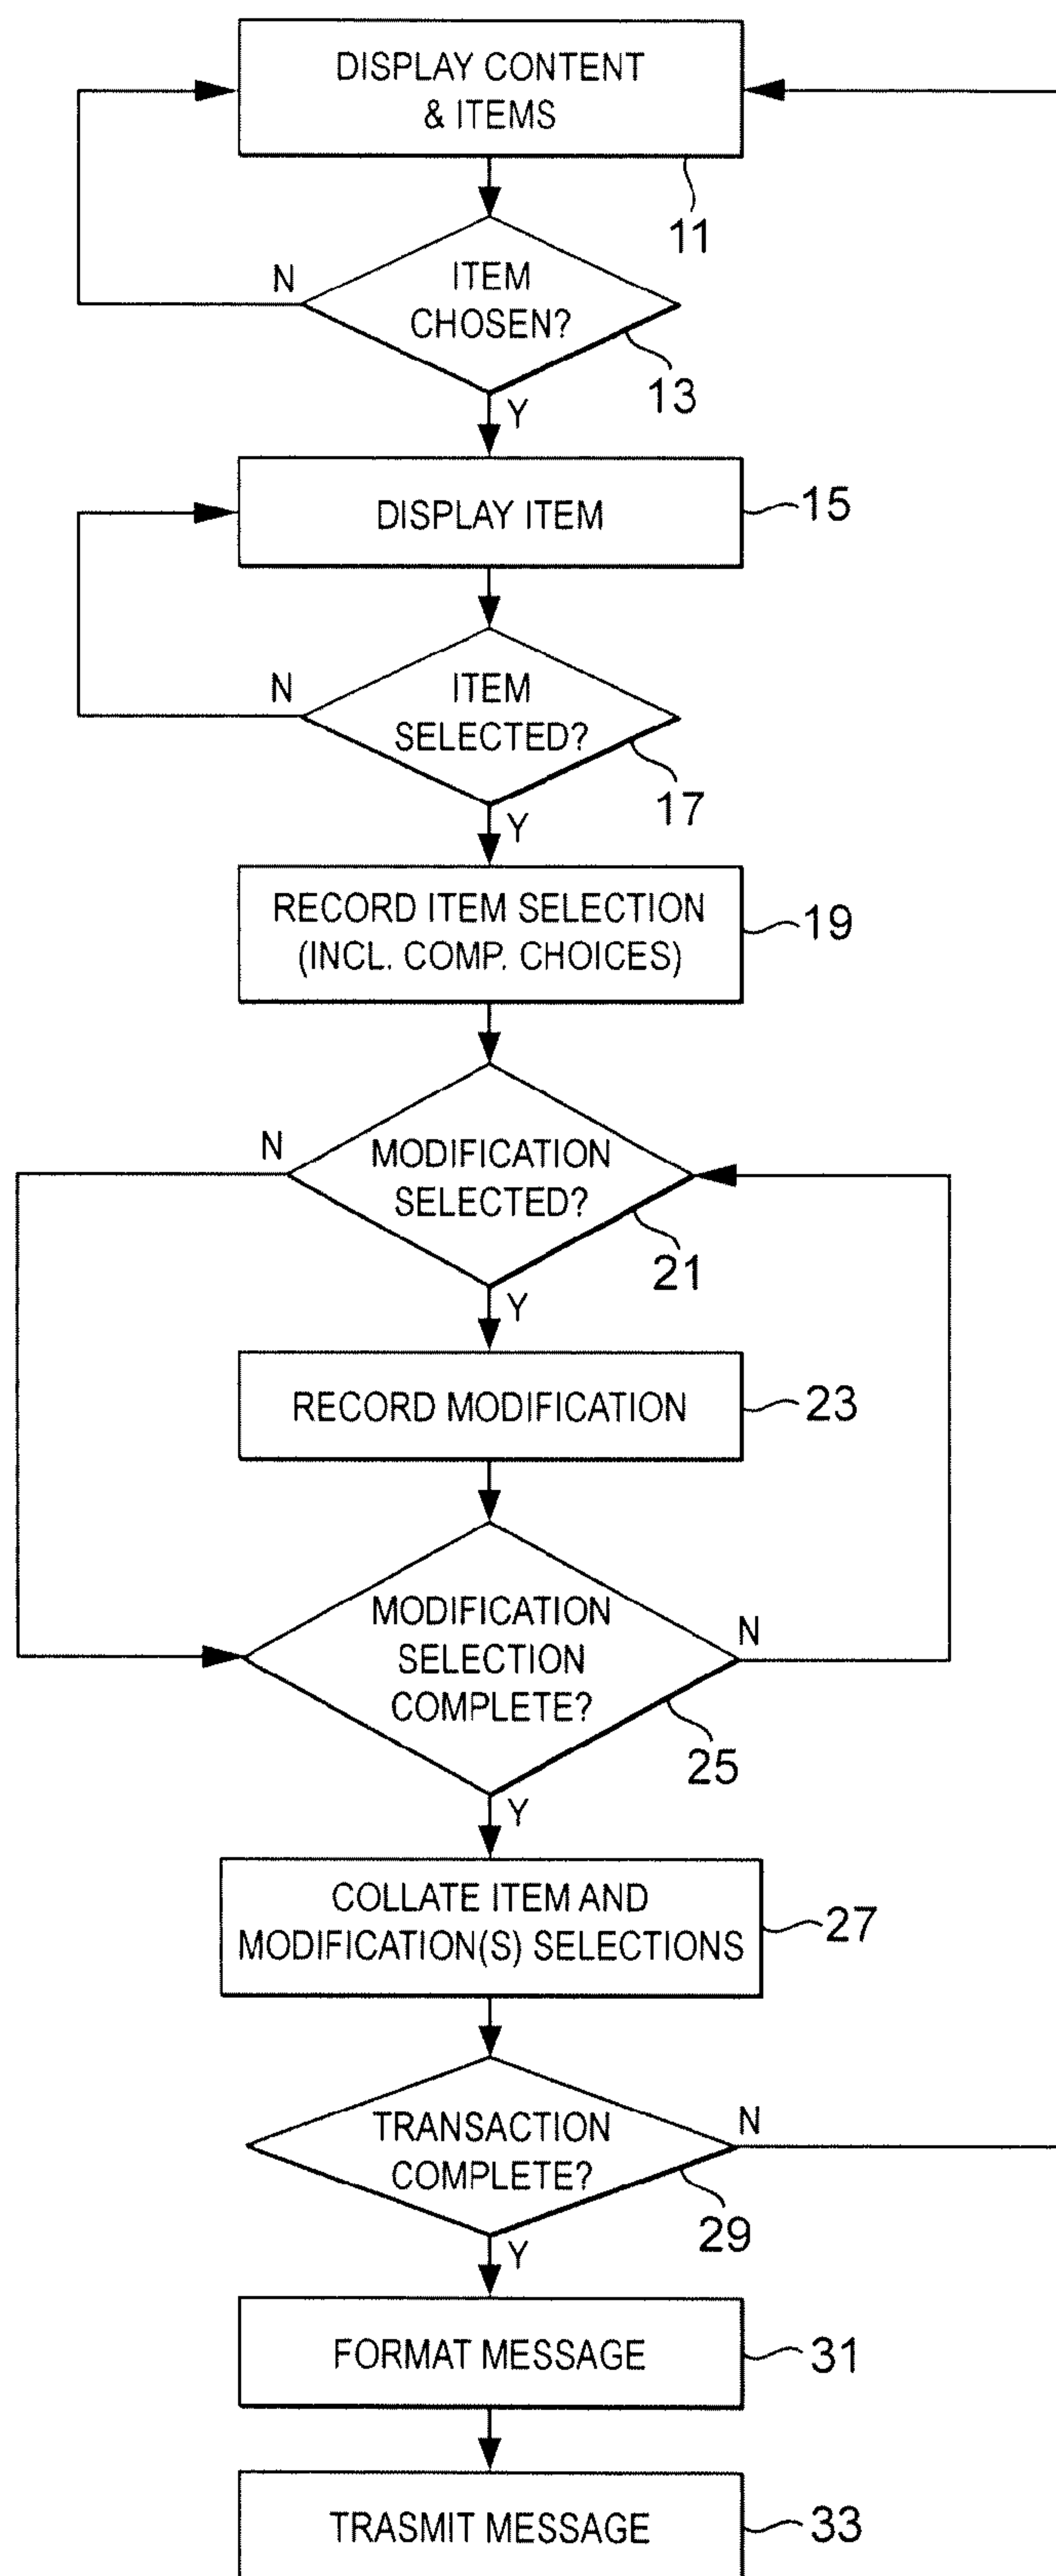 DISPLAY CONTENT
& ITEMS
11
ITEM
CHOSEN?
N
13
Y
DISPLAY ITEM
15
ITEM
SELECTED?
N
17
Y
RECORD ITEM SELECTION
(INCL. COMP. CHOICES)
19
MODIFICATION
SELECTED?
N
21
Y
RECORD MODIFICATION
23
MODIFICATION
SELECTION
COMPLETE?
N
25
Y
COLLATE ITEM AND
MODIFICATION(S) SELECTIONS
27
TRANSACTION
COMPLETE?
N
29
Y
FORMAT MESSAGE
31
TRASMIT MESSAGE
33